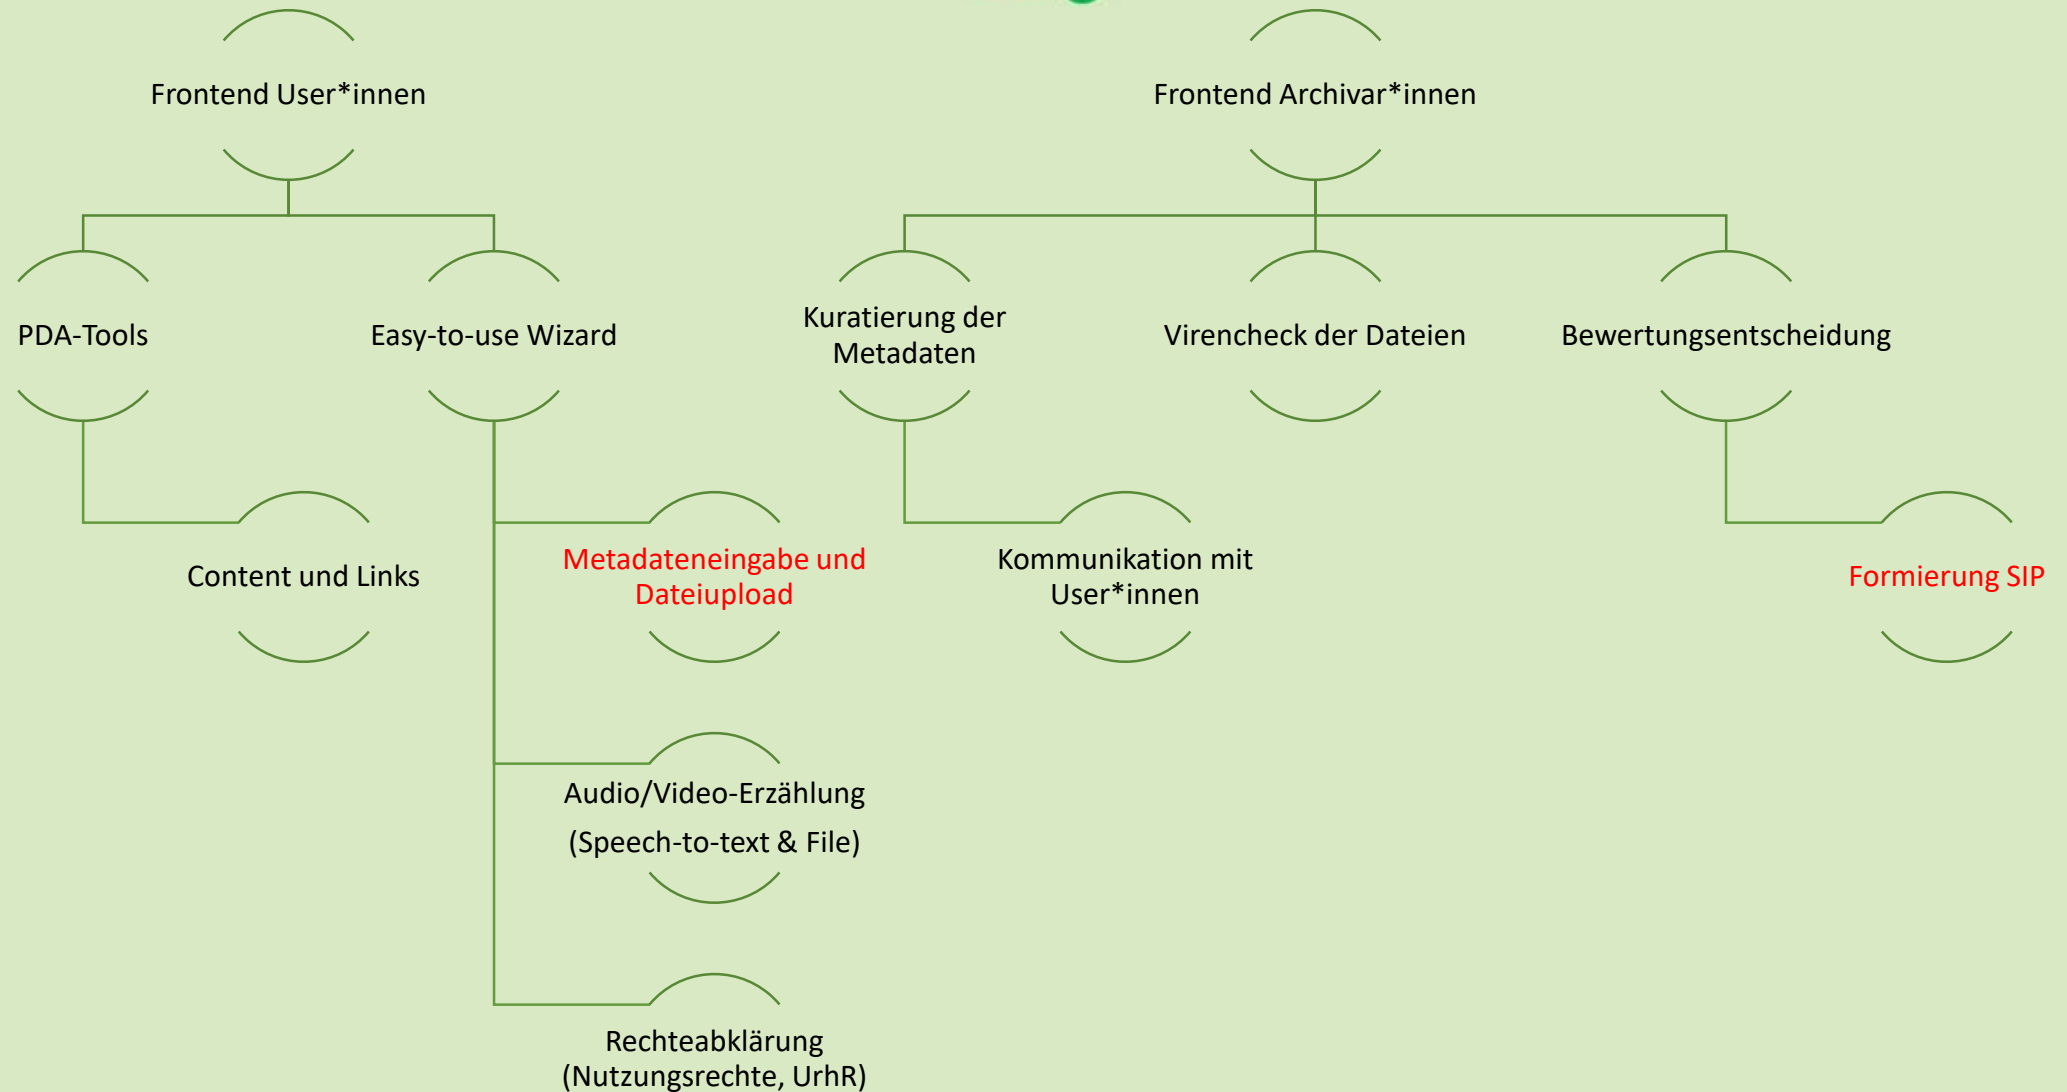 Frontend User*innen
Frontend Archivar*innen
PDA-Tools
Easy-to-use Wizard
Kuratierung der
Metadaten
Virencheck der Dateien
Bewertungsentscheidung
Content und Links
Metadateneingabe und
Dateiupload
Kommunikation mit
User*innen
Formierung SIP
Audio/Video-Erzählung
(Speech-to-text & File)
Rechteabklärung
(Nutzungsrechte, UrhR)